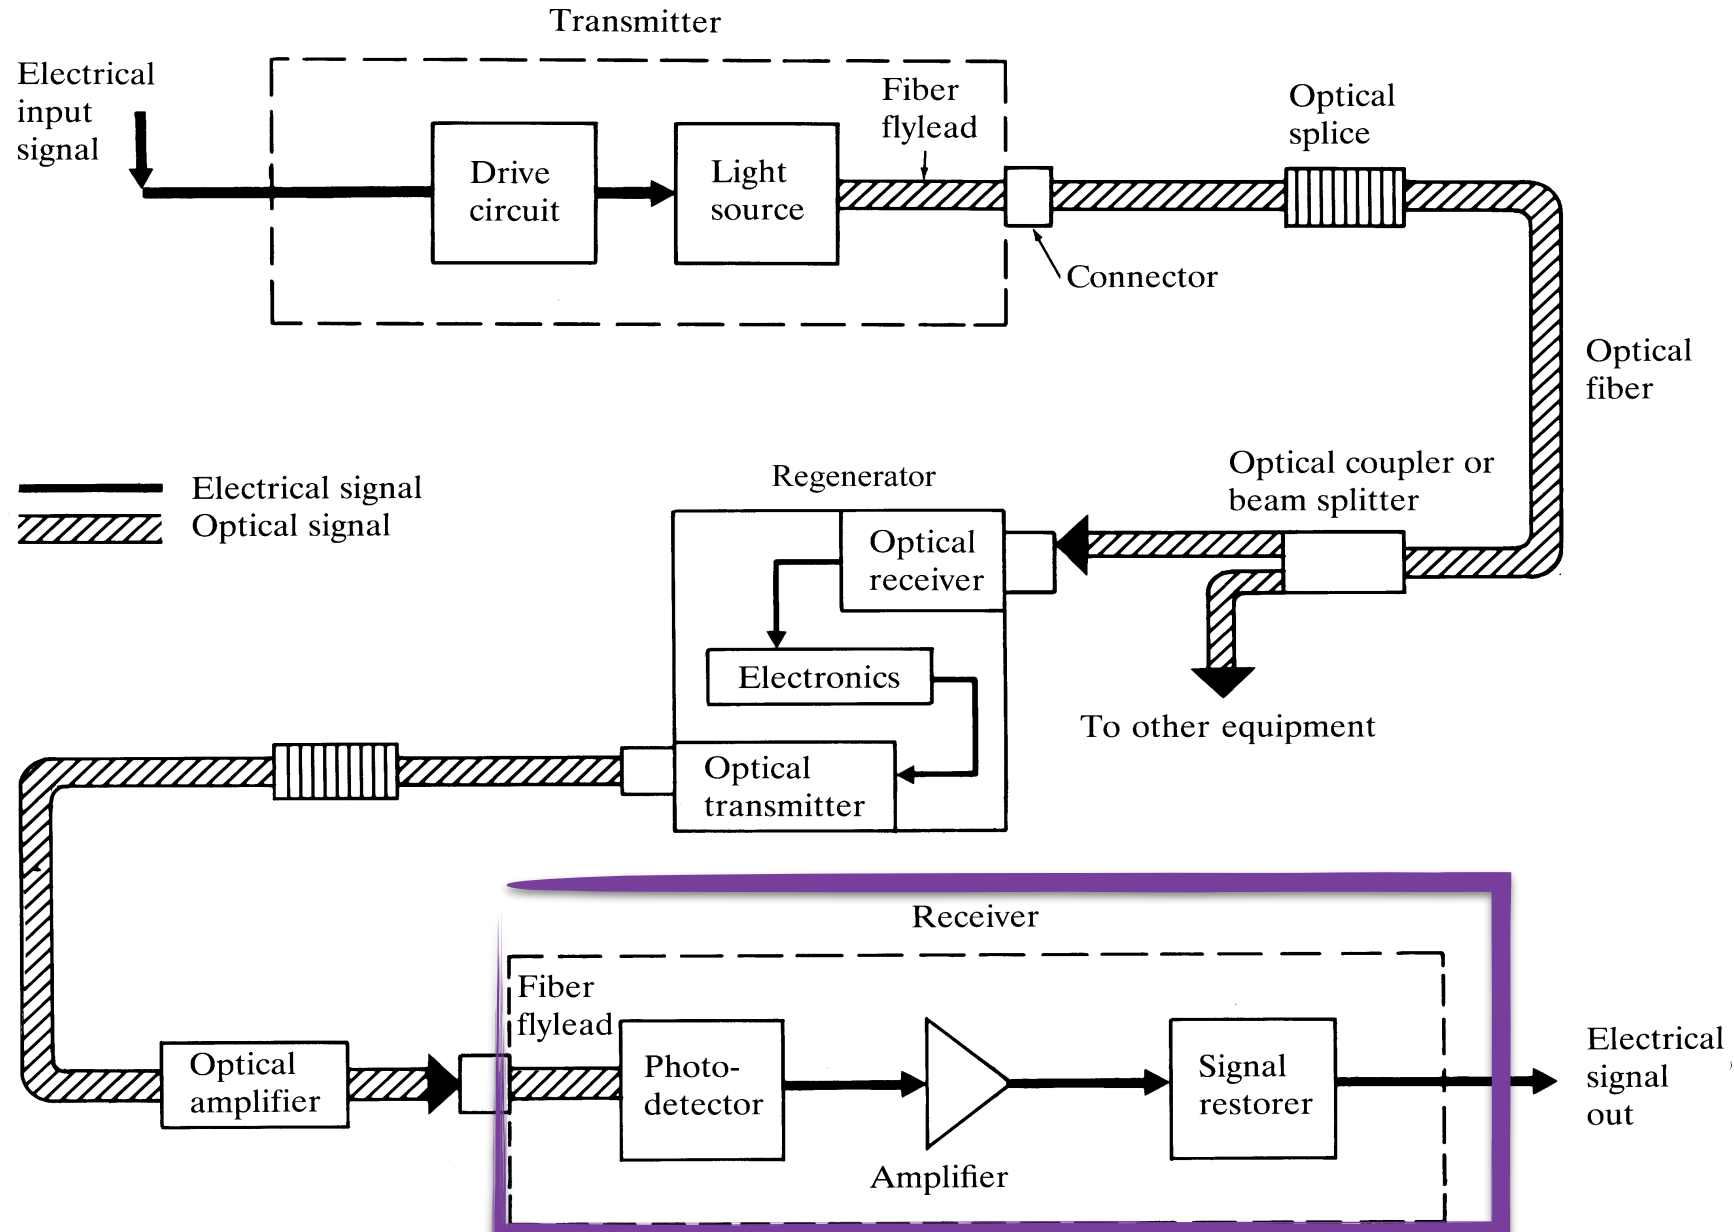 Transmitter
Electrical
input
signal
Drive
circuit
Light
source
Fiber
flylead
Connector
Optical
splice
Optical
fiber
Electrical signal
Optical signal
Regenerator
Optical
receiver
Electronics
Optical
transmitter
Optical coupler or
beam splitter
To other equipment
Receiver
Optical
amplifier
Fiber
flylead
Photo-
detector
Amplifier
Signal
restorer
Electrical
signal
out